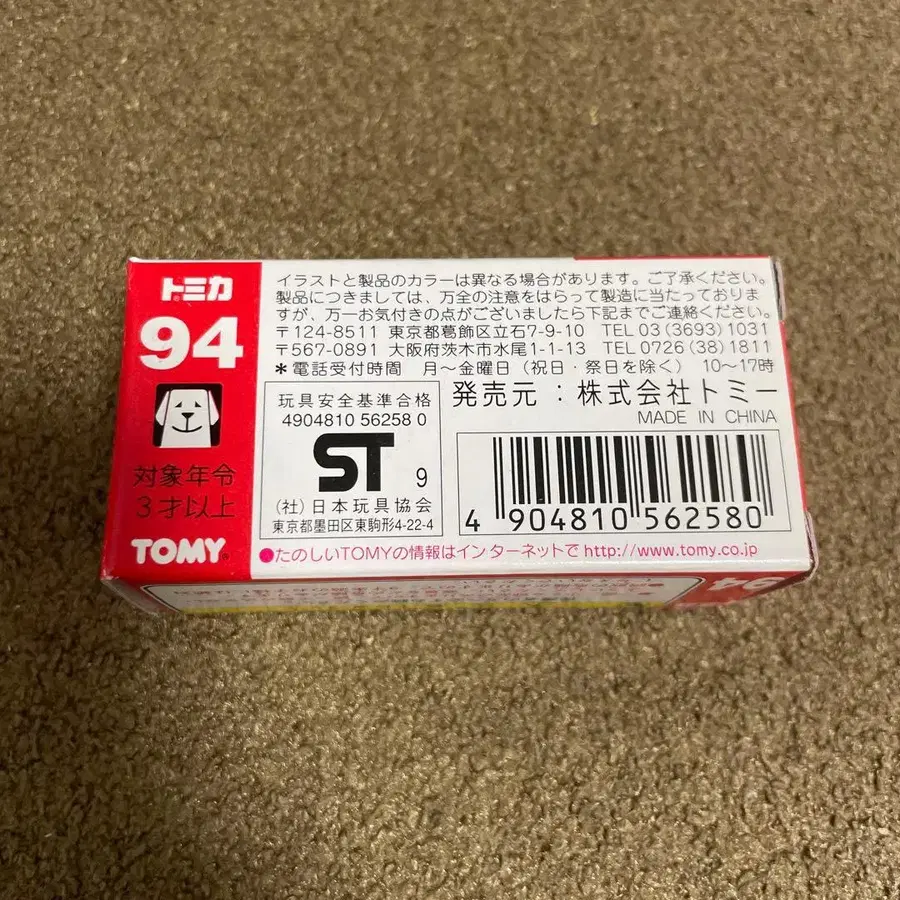 トミカ
94
対象年令
3才以上
TOMY
イラストと製品のカラーは異なる場合があります。ご了承ください。
製品につきましては、万全の注意をはらって製造に当たっておりま
すが、万一お気付きの点がございましたら下記までご連絡ください。
〒124-8511 東京都葛飾区立石7-9-10 TEL 03(3693)1031
〒567-0891 大阪府茨木市水尾1-1-13 TEL 0726(38)1811
＊電話受付時間 月〜金曜日(祝日・祭日を除く) 10〜17時
玩具安全基準合格
4904810 56258 0
ST 9
(社)日本玩具協会
東京都墨田区東駒形4-22-4
発売元：株式会社トミー
MADE IN CHINA
4 904810 562580
●たのしいTOMYの情報はインターネットで http://www.tomy.co.jp
94